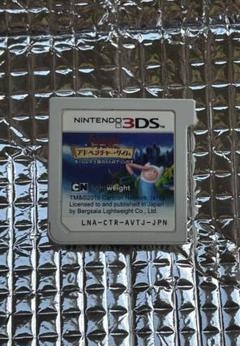 NINTENDO 3DS
アドベンチャー・タイム
CN lightweight
Licensed to and published in Japan
by Bergsala Lightweight Co., Ltd.
LNA-CTR-AVTJ-JPN